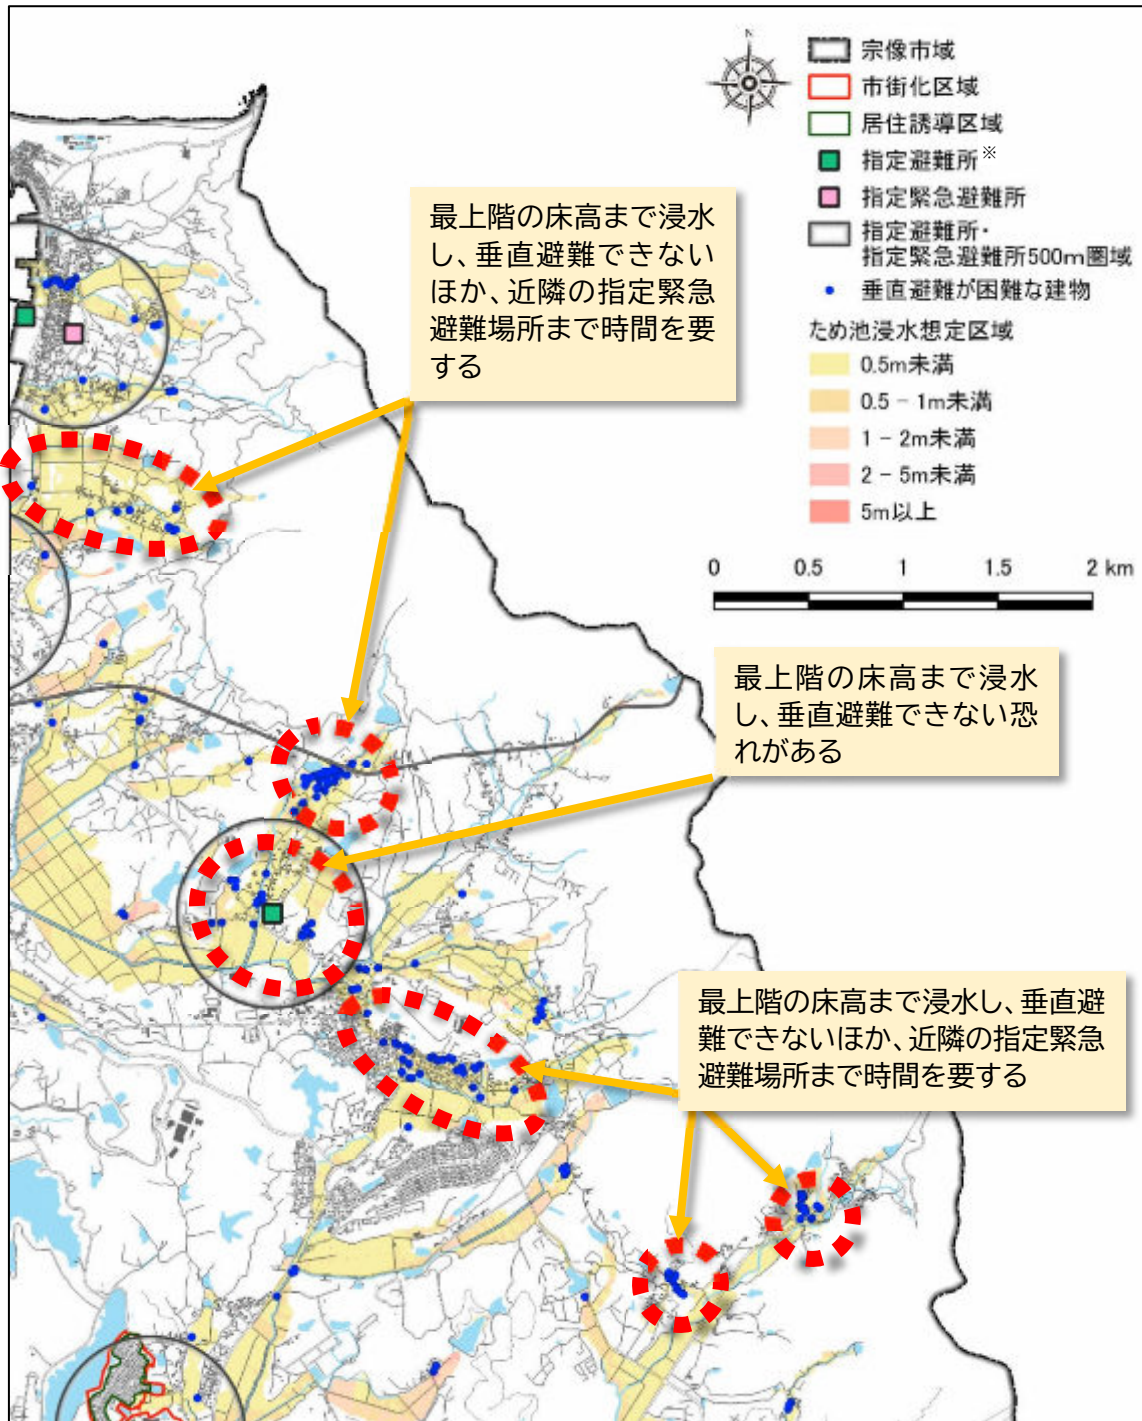 N
宗像市域
市街化区域
居住誘導区域
指定避難所※
指定緊急避難所
指定避難所・
指定緊急避難所500m圏域
垂直避難が困難な建物
ため池浸水想定区域
0.5m未満
0.5 - 1m未満
1 - 2m未満
2 - 5m未満
5m以上
0 0.5 1 1.5 2 km
最上階の床高まで浸水
し、垂直避難できない
ほか、近隣の指定緊急
避難場所まで時間を要
する
最上階の床高まで浸水
し、垂直避難できない恐
れがある
最上階の床高まで浸水し、垂直避
難できないほか、近隣の指定緊急
避難場所まで時間を要する